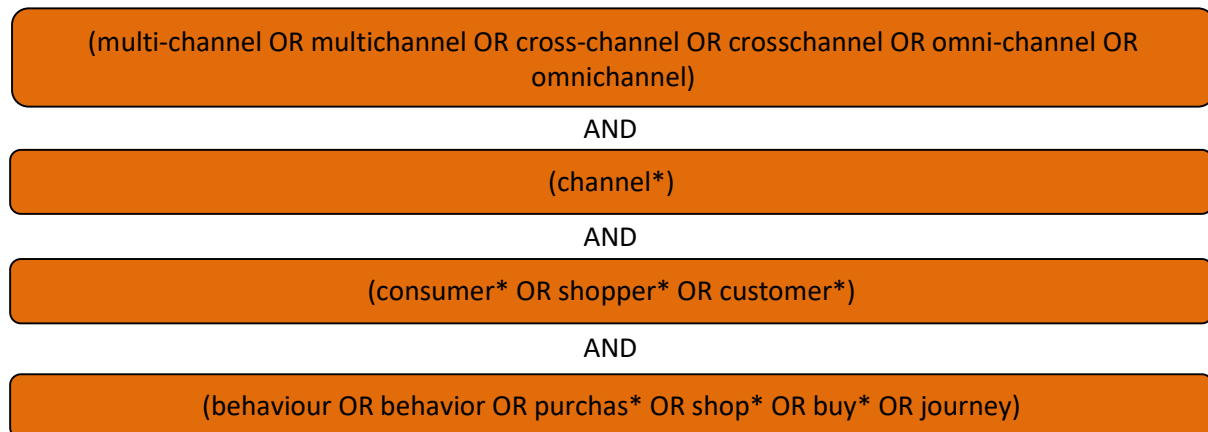 (multi-channel OR multichannel OR cross-channel OR crosschannel OR omni-channel OR
omnichannel)
AND
(channel*)
AND
(consumer* OR shopper* OR customer*)
AND
(behaviour OR behavior OR purchas* OR shop* OR buy* OR journey)